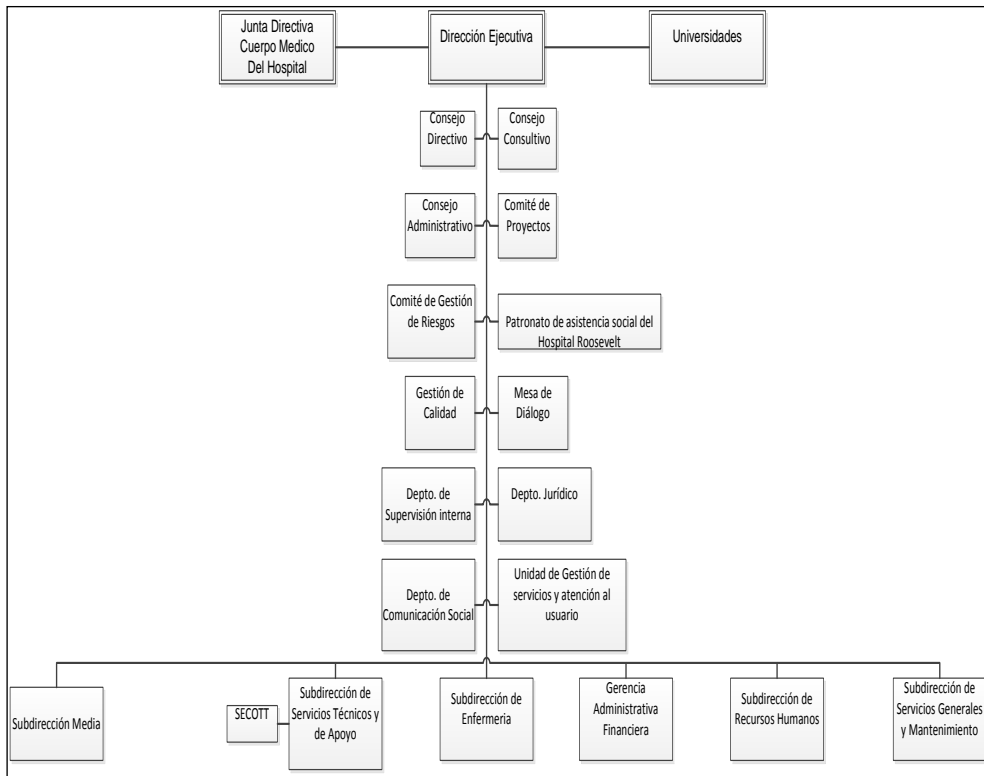 Junta Directiva
Cuerpo Medico
Del Hospital
Dirección Ejecutiva
Universidades
Consejo
Directivo
Consejo
Consultivo
Consejo
Administrativo
Comité de
Proyectos
Comité de Gestión
de Riesgos
Patronato de asistencia social del
Hospital Roosevelt
Gestión de
Calidad
Mesa de
Diálogo
Depto. de
Supervisión interna
Depto. Jurídico
Depto. de
Comunicación Social
Unidad de Gestión de
servicios y atención al
usuario
Subdirección Media
SECOTT
Subdirección de
Servicios Técnicos y
de Apoyo
Subdirección de
Enfermeria
Gerencia
Administrativa
Financiera
Subdirección de
Recursos Humanos
Subdirección de
Servicios Generales
y Mantenimiento